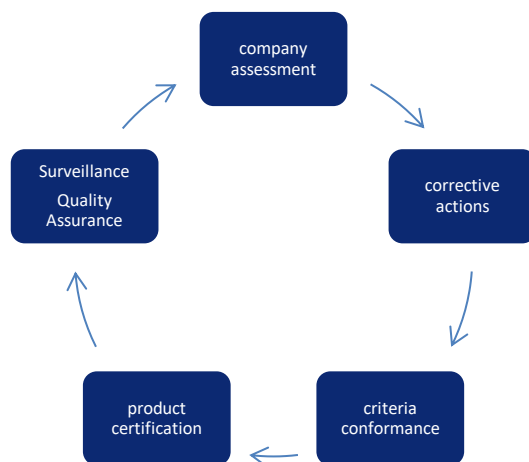 company
assessment
corrective
actions
criteria
conformance
product
certification
Surveillance
Quality
Assurance